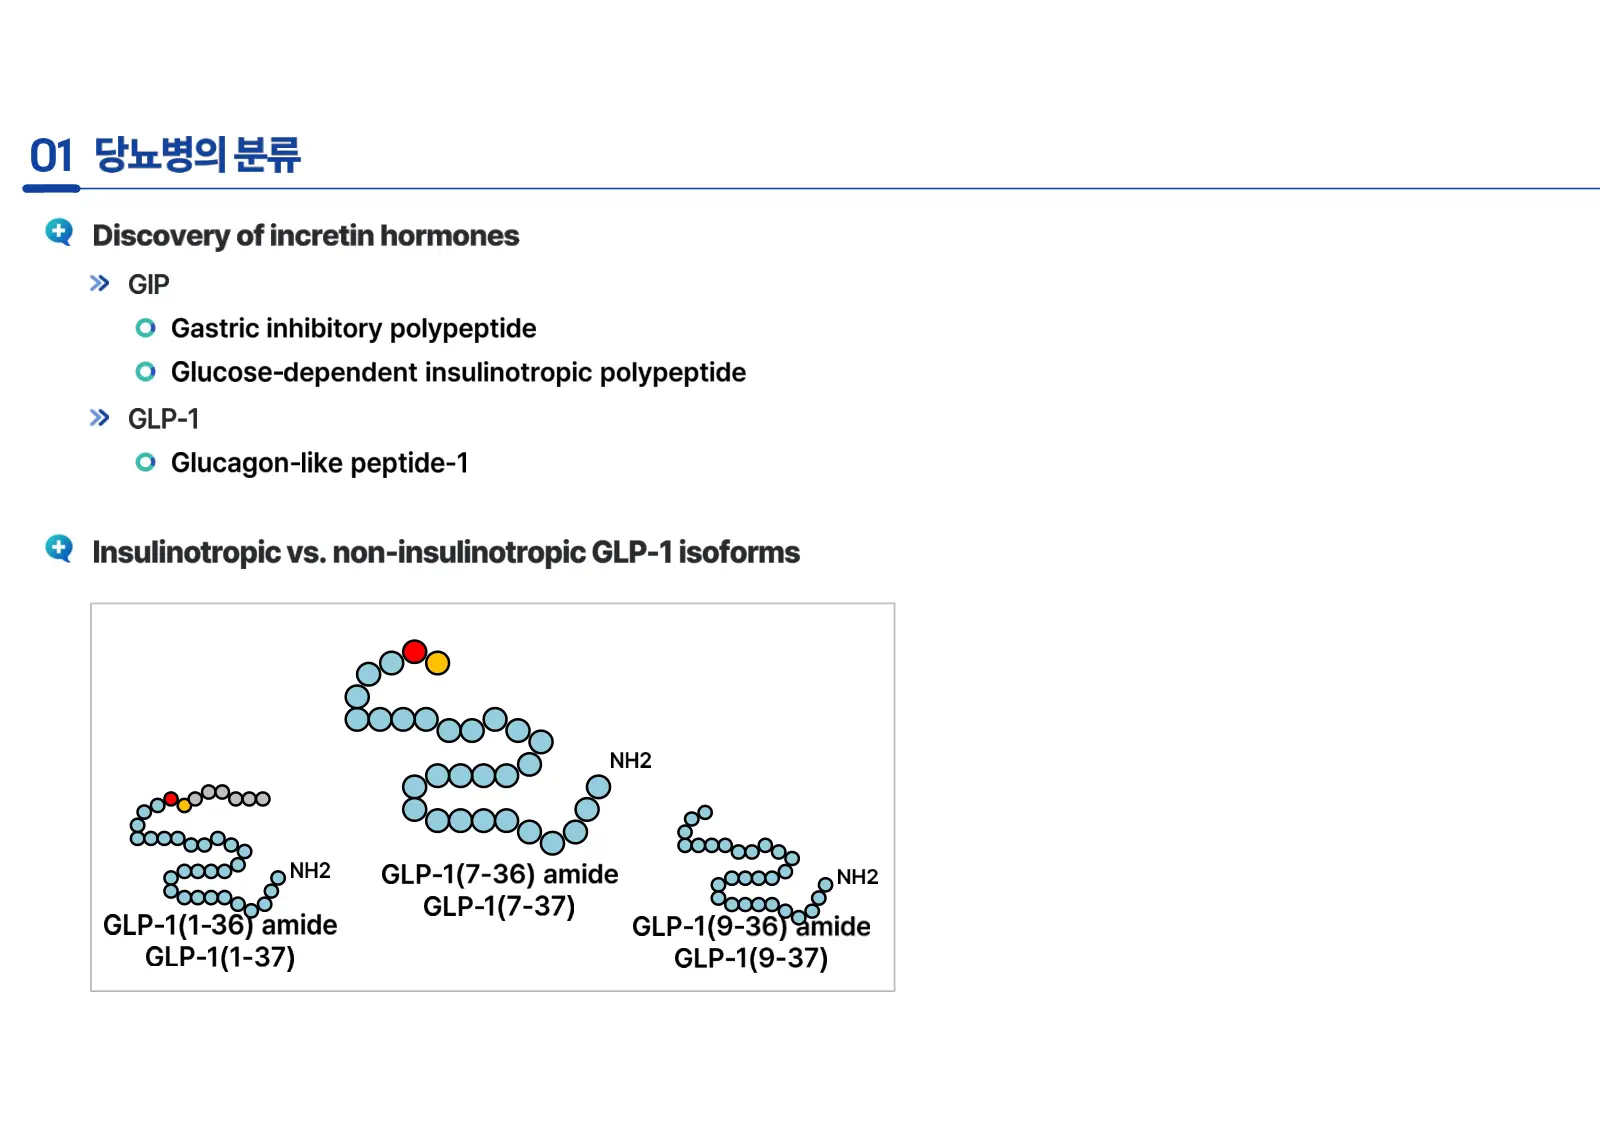 01 당뇨병의 분류
Discovery of incretin hormones
GIP
Gastric inhibitory polypeptide
Glucose-dependent insulinotropic polypeptide
GLP-1
Glucagon-like peptide-1
Insulinotropic vs. non-insulinotropic GLP-1 isoforms
NH2
GLP-1(1-36) amide
GLP-1(1-37)
NH2
GLP-1(7-36) amide
GLP-1(7-37)
NH2
GLP-1(9-36) amide
GLP-1(9-37)